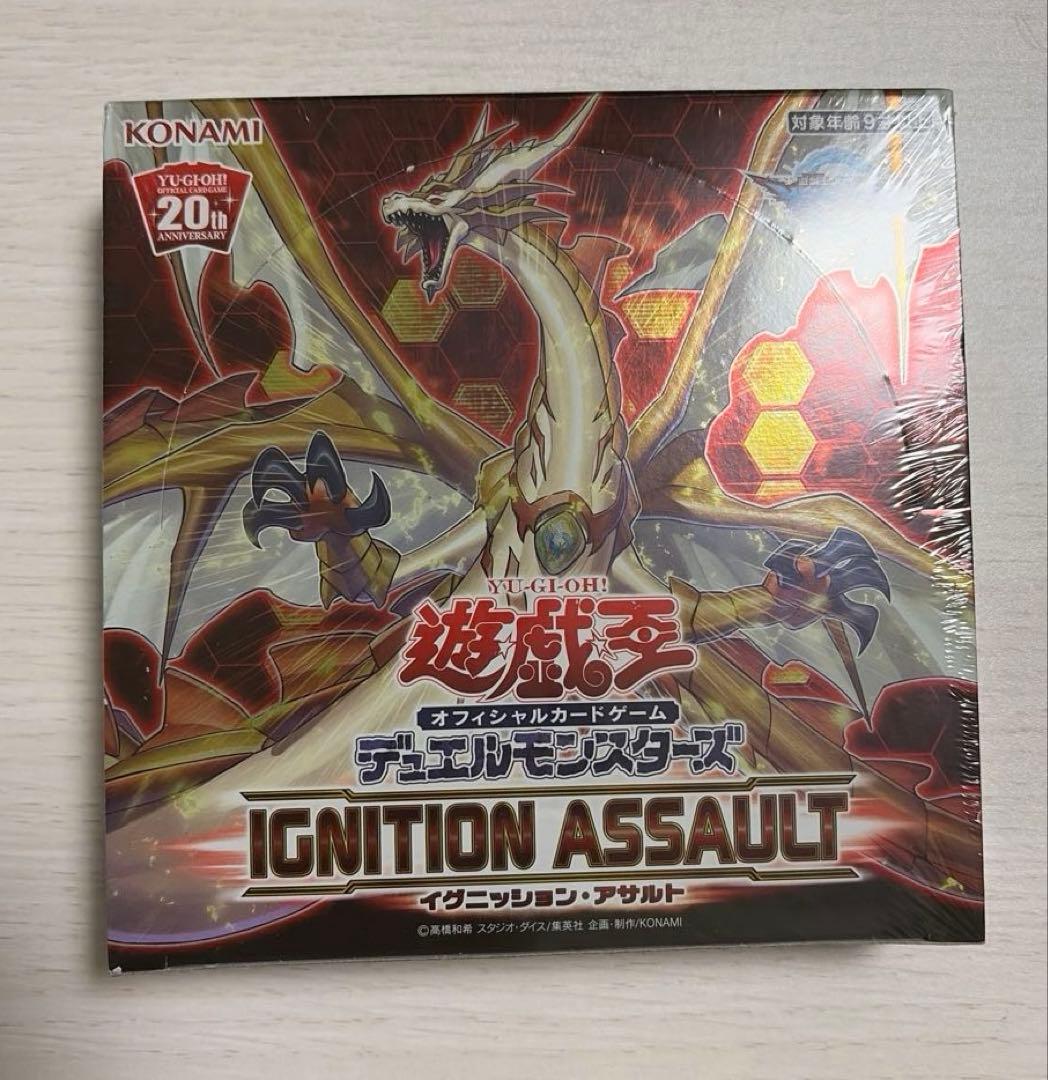 KONAMI
対象年齢9才以上
YU-GI-OH!
OFFICIAL CARD GAME
20th
ANNIVERSARY
YU-GI-OH!
遊戯王
オフィシャルカードゲーム
デュエルモンスターズ
IGNITION ASSAULT
イグニッション・アサルト
©高橋和希 スタジオ・ダイス/集英社 企画・制作/KONAMI